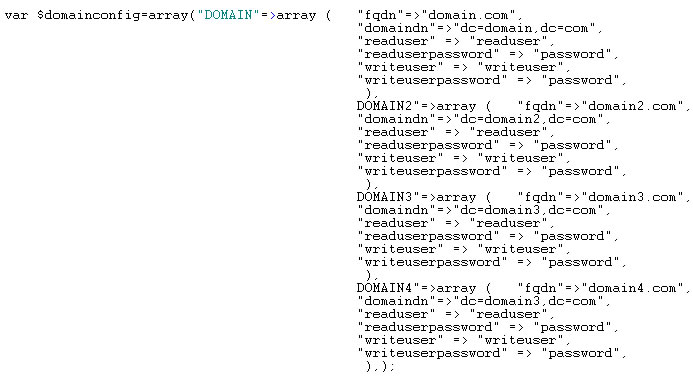 var $domainconfig=array("DOMAIN"=>array (   "fqdn"=>"domain.com",
"domaindn"=>"dc=domain,dc=com",
"readuser" => "readuser",
"readuserpassword" => "password",
"writeuser" => "writeuser",
"writeuserpassword" => "password",
),
DOMAIN2"=>array (   "fqdn"=>"domain2.com",
"domaindn"=>"dc=domain2,dc=com",
"readuser" => "readuser",
"readuserpassword" => "password",
"writeuser" => "writeuser",
"writeuserpassword" => "password",
),
DOMAIN3"=>array (   "fqdn"=>"domain3.com",
"domaindn"=>"dc=domain3,dc=com",
"readuser" => "readuser",
"readuserpassword" => "password",
"writeuser" => "writeuser",
"writeuserpassword" => "password",
),
DOMAIN4"=>array (   "fqdn"=>"domain4.com",
"domaindn"=>"dc=domain3,dc=com",
"readuser" => "readuser",
"readuserpassword" => "password",
"writeuser" => "writeuser",
"writeuserpassword" => "password",
),);